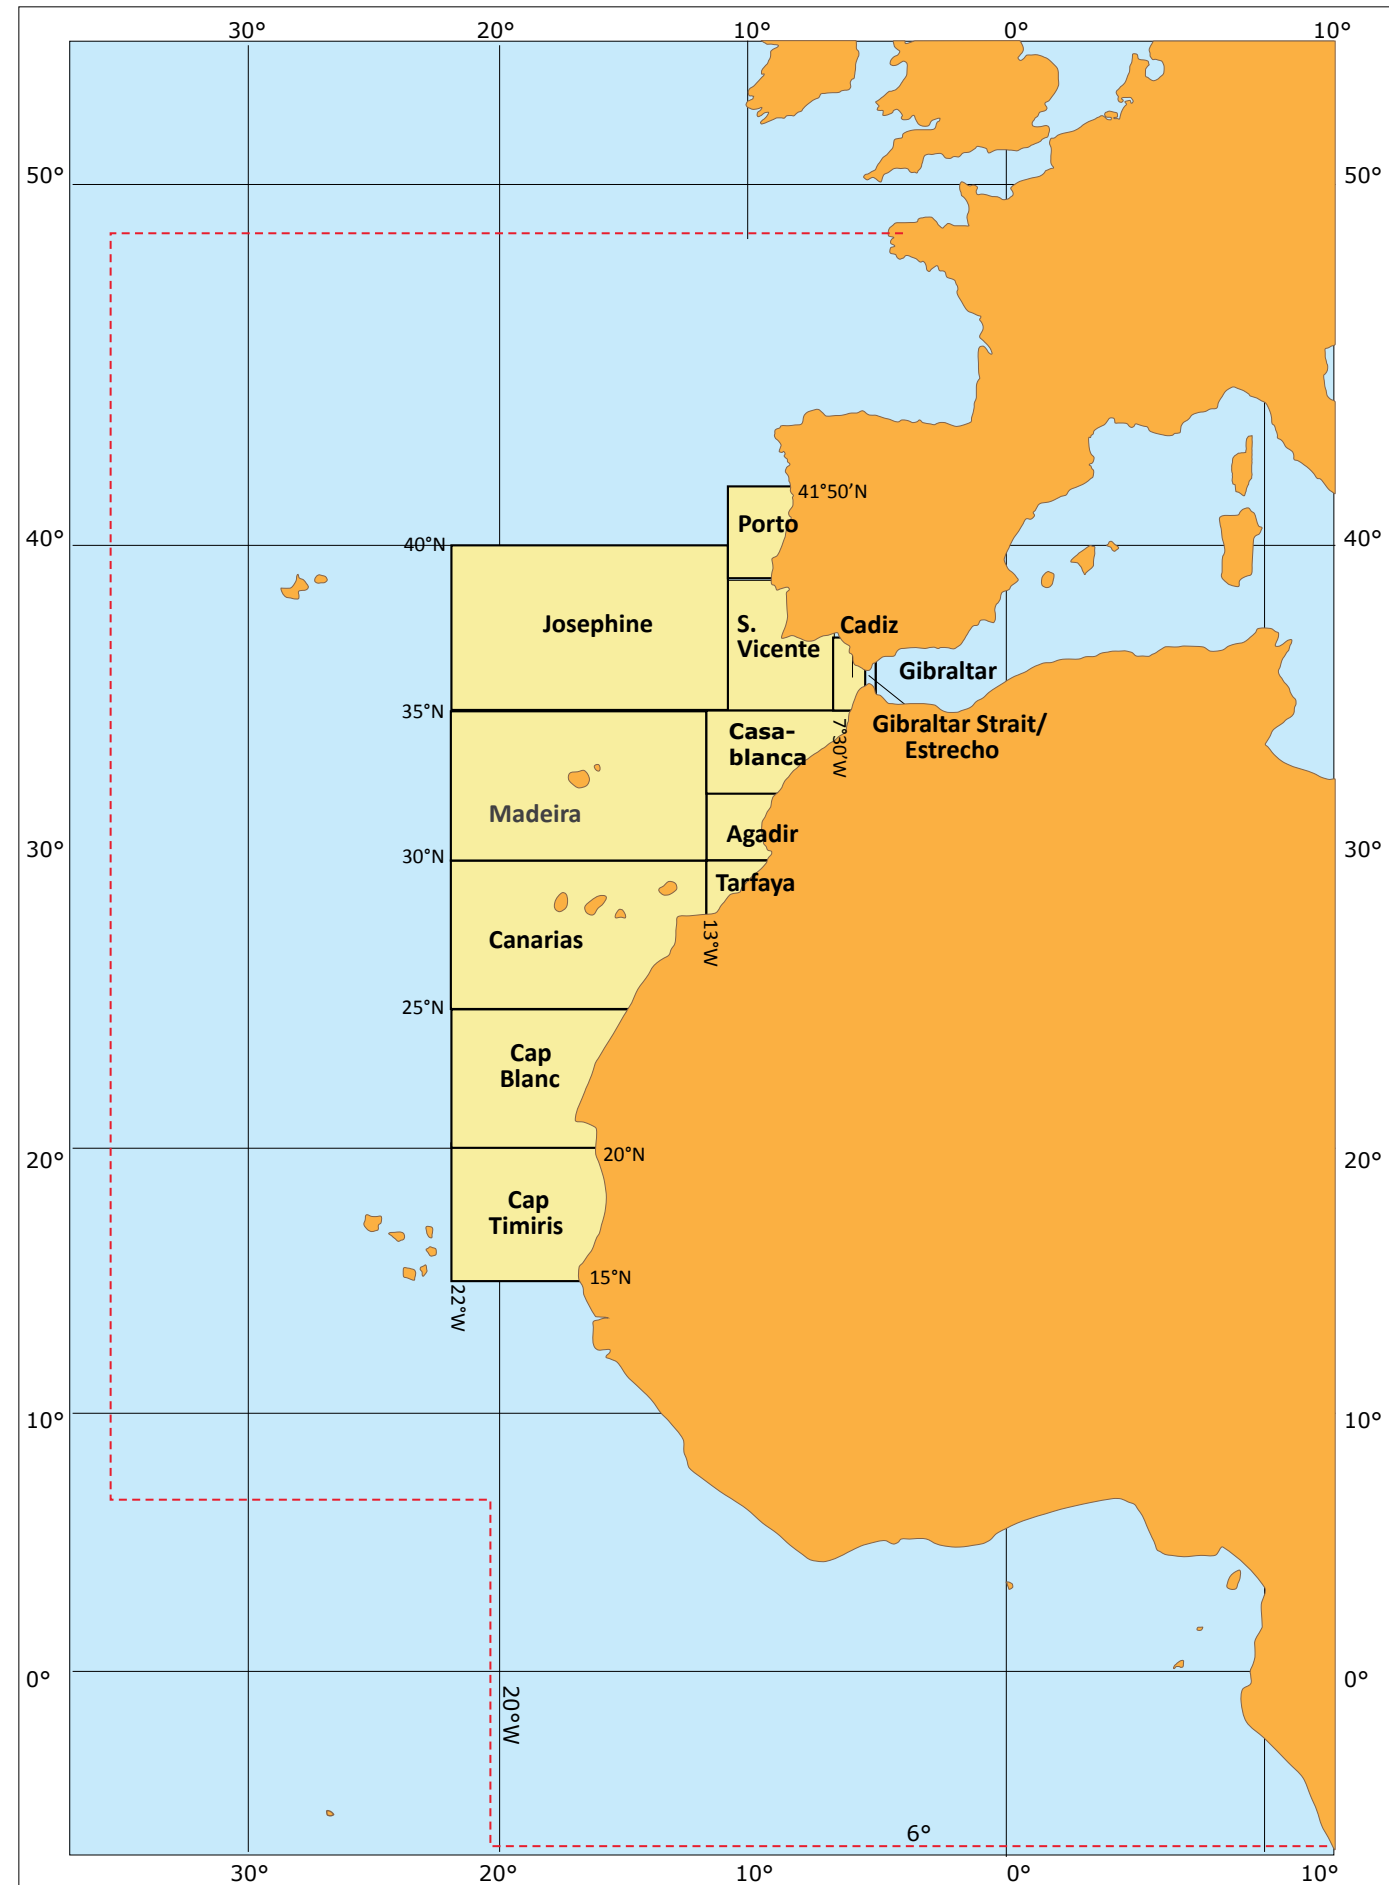 30°
20°
10°
0°
10°
50°
50°
41°50’N
Porto
40°
40°N
40°
Josephine
S.
Vicente
Cadiz
Gibraltar
35°N
Gibraltar Strait/
Estrecho
7°30’W
Casa-
blanca
Madeira
Agadir
30°
30°N
30°
Tarfaya
13°W
Canarias
25°N
Cap
Blanc
20°
20°N
20°
Cap
Timiris
15°N
22°W
10°
10°
0°
0°
20°W
6°
30°
20°
10°
0°
10°